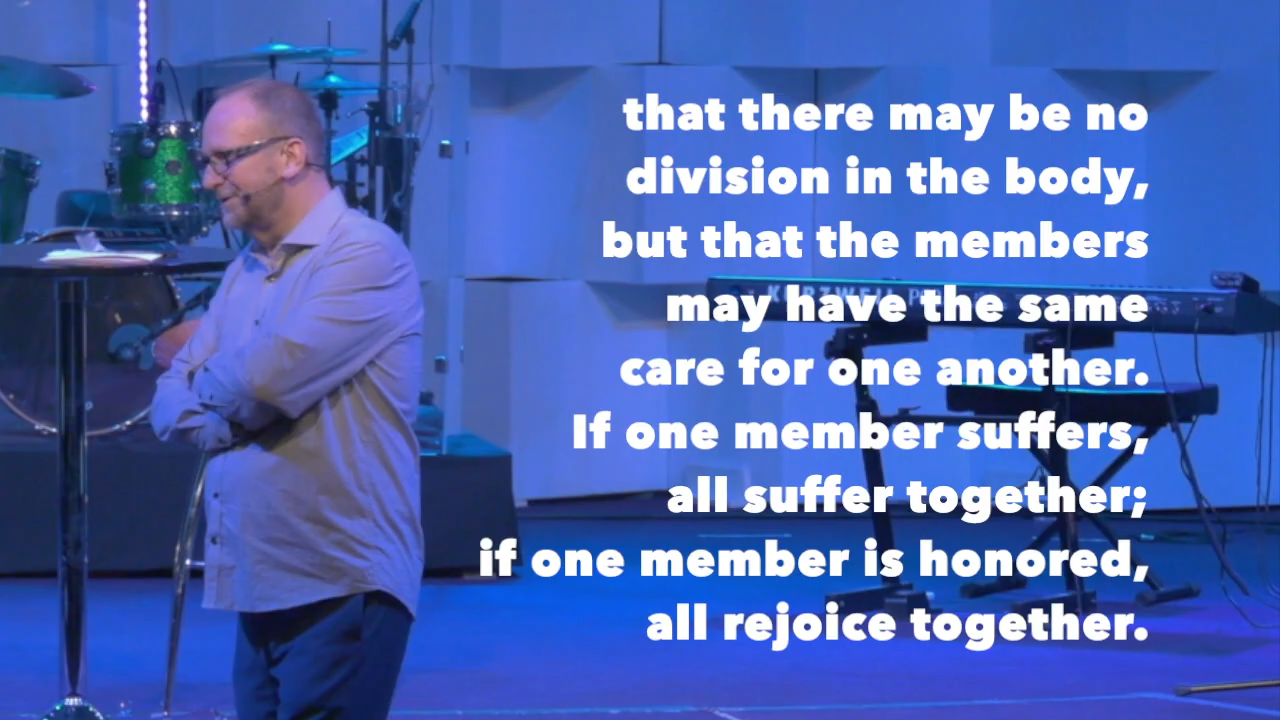 that there may be no
division in the body,
but that the members
may have the same
care for one another.
If one member suffers,
all suffer together;
if one member is honored,
all rejoice together.
KURZWEIL